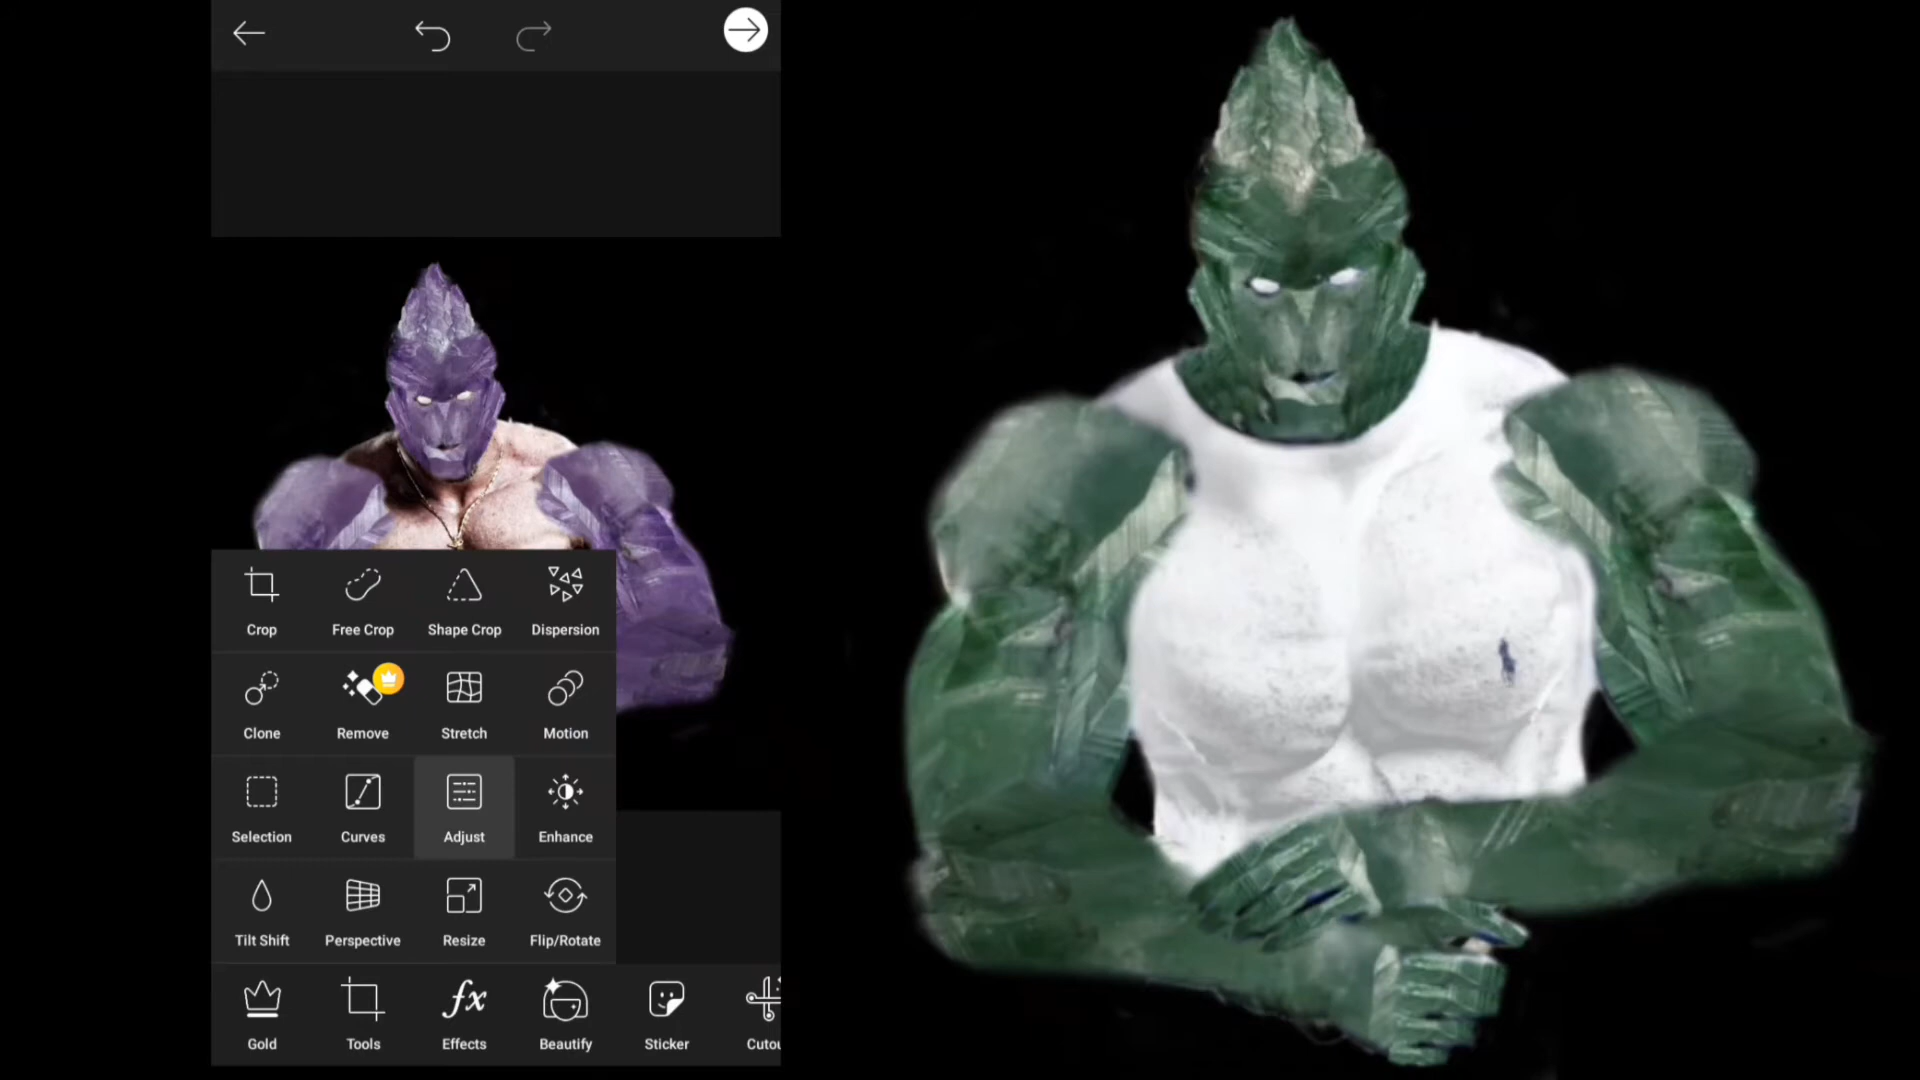 Crop Free Crop Shape Crop Dispersion
Clone Remove Stretch Motion
Selection Curves Adjust Enhance
Tilt Shift Perspective Resize Flip/Rotate
Gold Tools Effects Beautify Sticker Cutou